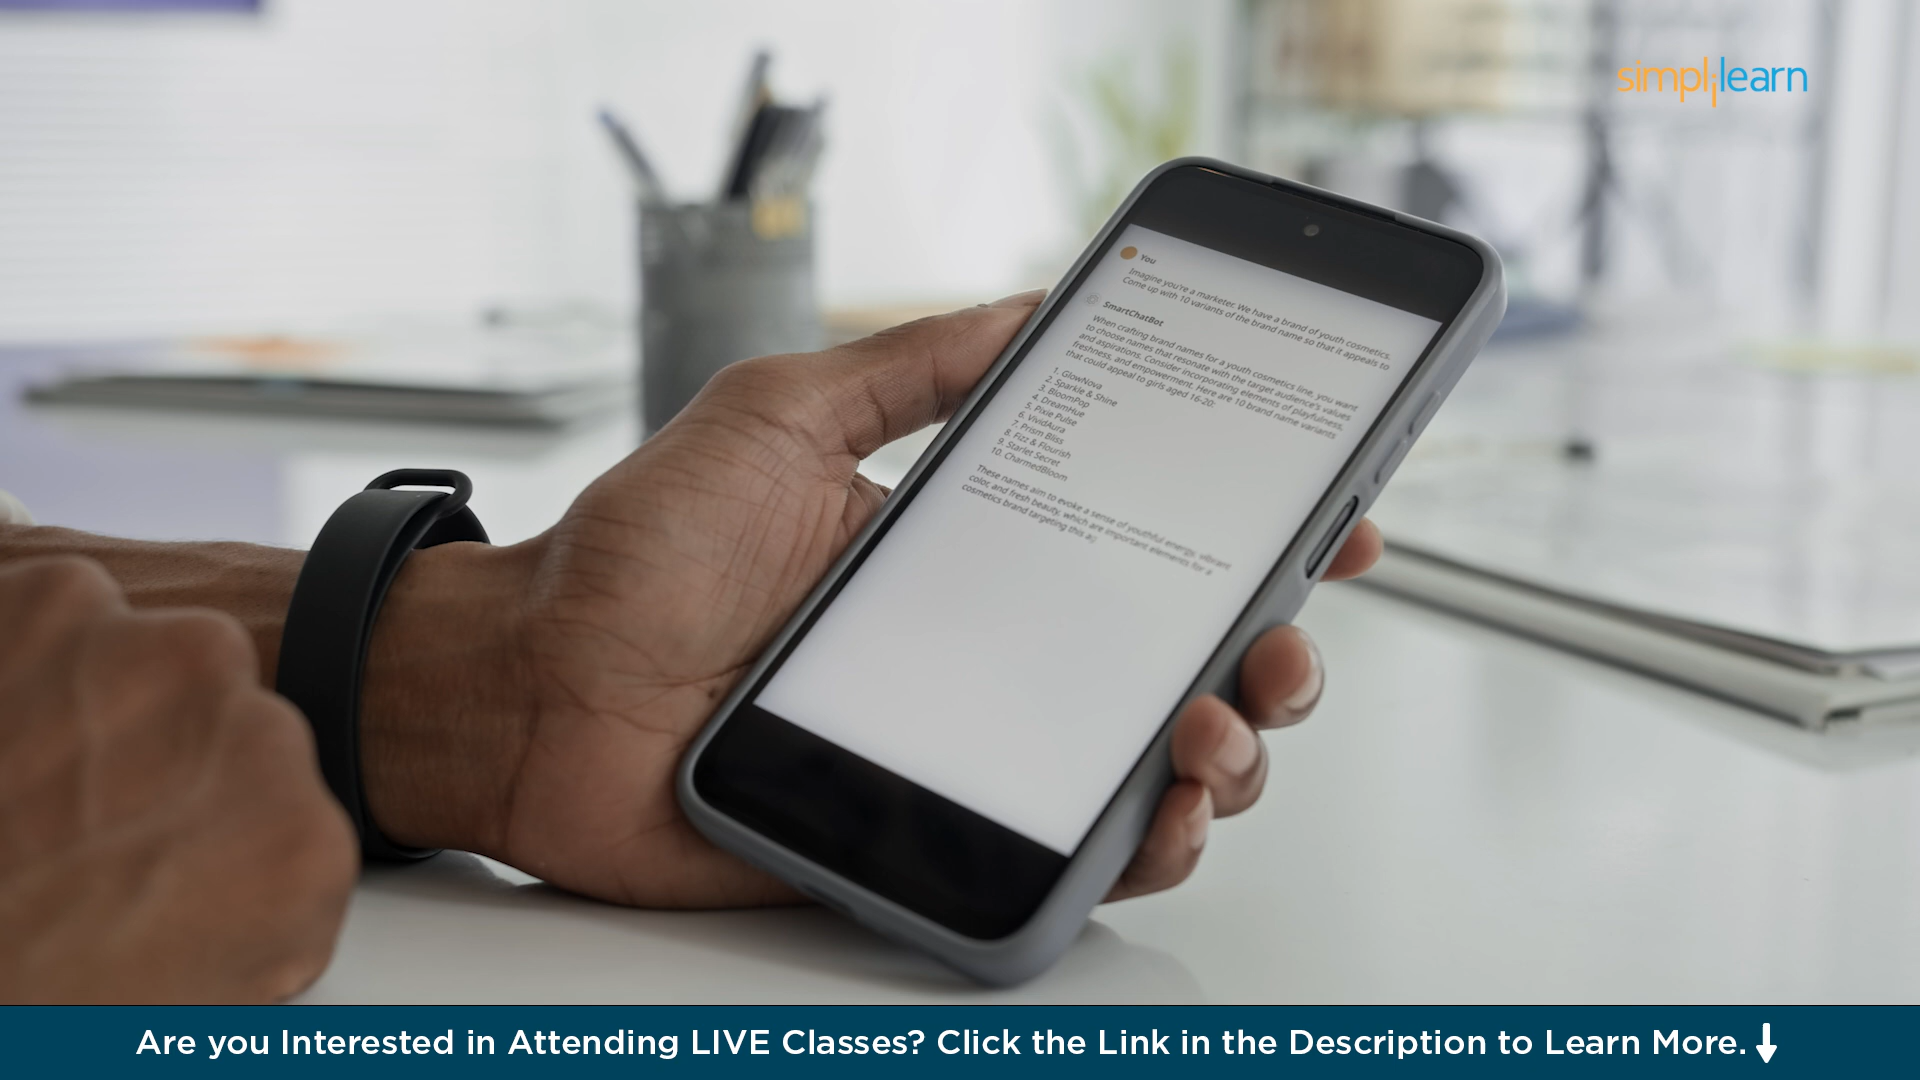 simplilearn
You
Imagine you're a marketer. We have a brand of youth cosmetics.
Come up with 10 variants of the brand name so that it appeals to
SmartChatBot
When crafting brand names for a youth cosmetics line, you want
to choose names that resonate with the target audience's values
and aspirations. Consider incorporating elements of playfulness,
freshness, and empowerment. Here are 10 brand name variants
that could appeal to girls aged 16-20:
1. GlowNova
2. Sparkle & Shine
3. BloomPop
4. DreamHue
5. Pixie Pulse
6. VividAura
7. Prism Bliss
8. Fizz & Flourish
9. Starlet Secret
10. CharmedBloom
These names aim to evoke a sense of youthful energy, vibrant
color, and fresh beauty, which are important elements for a
cosmetics brand targeting this a
Are you Interested in Attending LIVE Classes? Click the Link in the Description to Learn More.